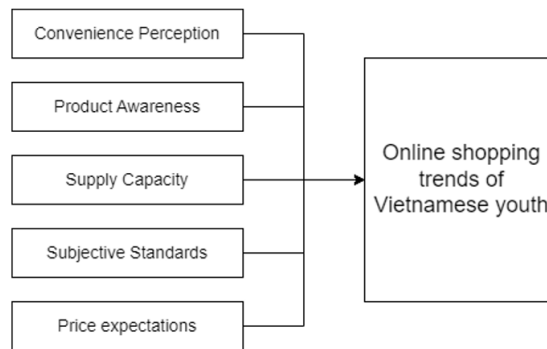 Convenience Perception
Product Awareness
Supply Capacity
Subjective Standards
Price expectations
Online shopping
trends of
Vietnamese youth